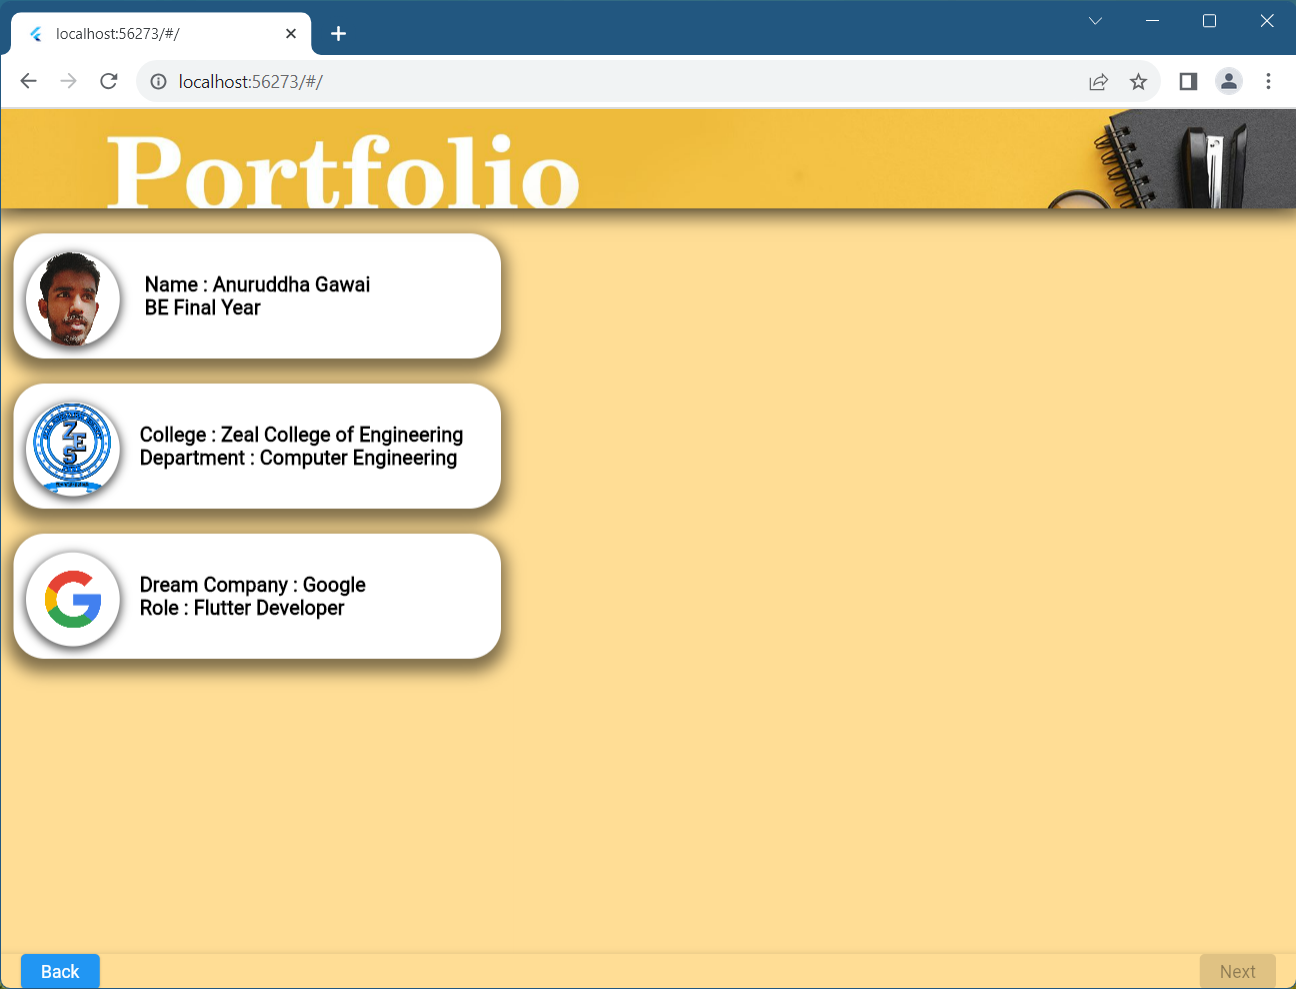 localhost:56273/#/
localhost:56273/#/
Portfolio
Name : Anuruddha Gawai
BE Final Year
ZES
College : Zeal College of Engineering
Department : Computer Engineering
G
Dream Company : Google
Role : Flutter Developer
Back
Next